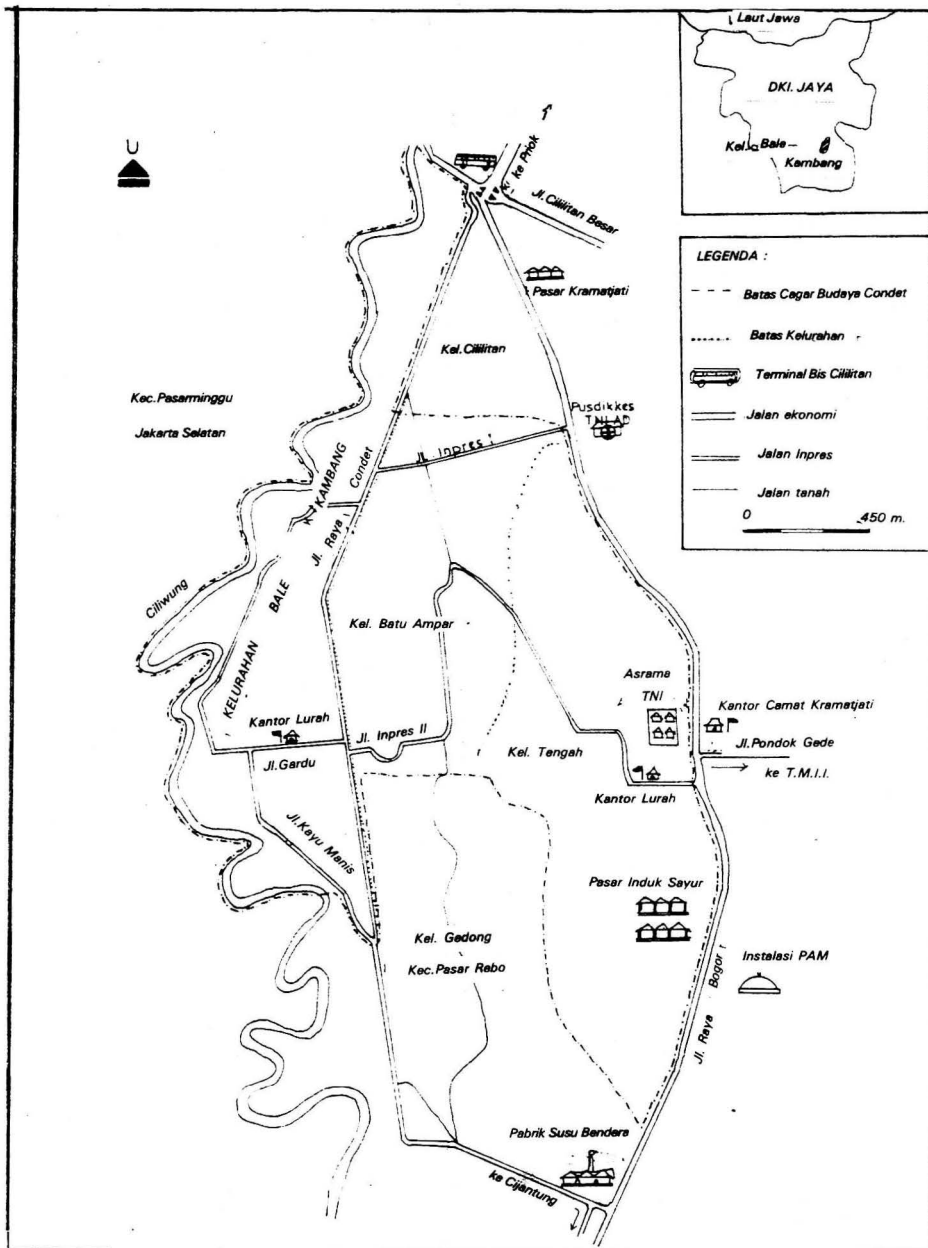 Laut Jawa
DKI. JAYA
Kel. Bale
Kambang
U
ke Priok
Jl. Cililitan Besar
LEGENDA :
Batas Cagar Budaya Condet
Batas Kelurahan
Terminal Bis Cililitan
Jalan ekonomi
Jalan Inpres
Jalan tanah
0 450 m.
Pasar Kramatjati
Kel. Cililitan
Kec. Pasarminggu
Jakarta Selatan
Pusdikkes
TNI AD
Jl. Inpres I
Jl. Raya Condet
KELURAHAN BALE KAMBANG
Ciliwung
Kel. Batu Ampar
Asrama
TNI
Kantor Camat Kramatjati
Kantor Lurah
Jl. Inpres II
Jl. Pondok Gede
Jl. Gardu
Kel. Tengah
ke T.M.I.I.
Kantor Lurah
Jl. Kayu Manis
Pasar Induk Sayur
Kel. Gedong
Kec. Pasar Rebo
Instalasi PAM
Jl. Raya Bogor
Pabrik Susu Bendera
ke Cijantung